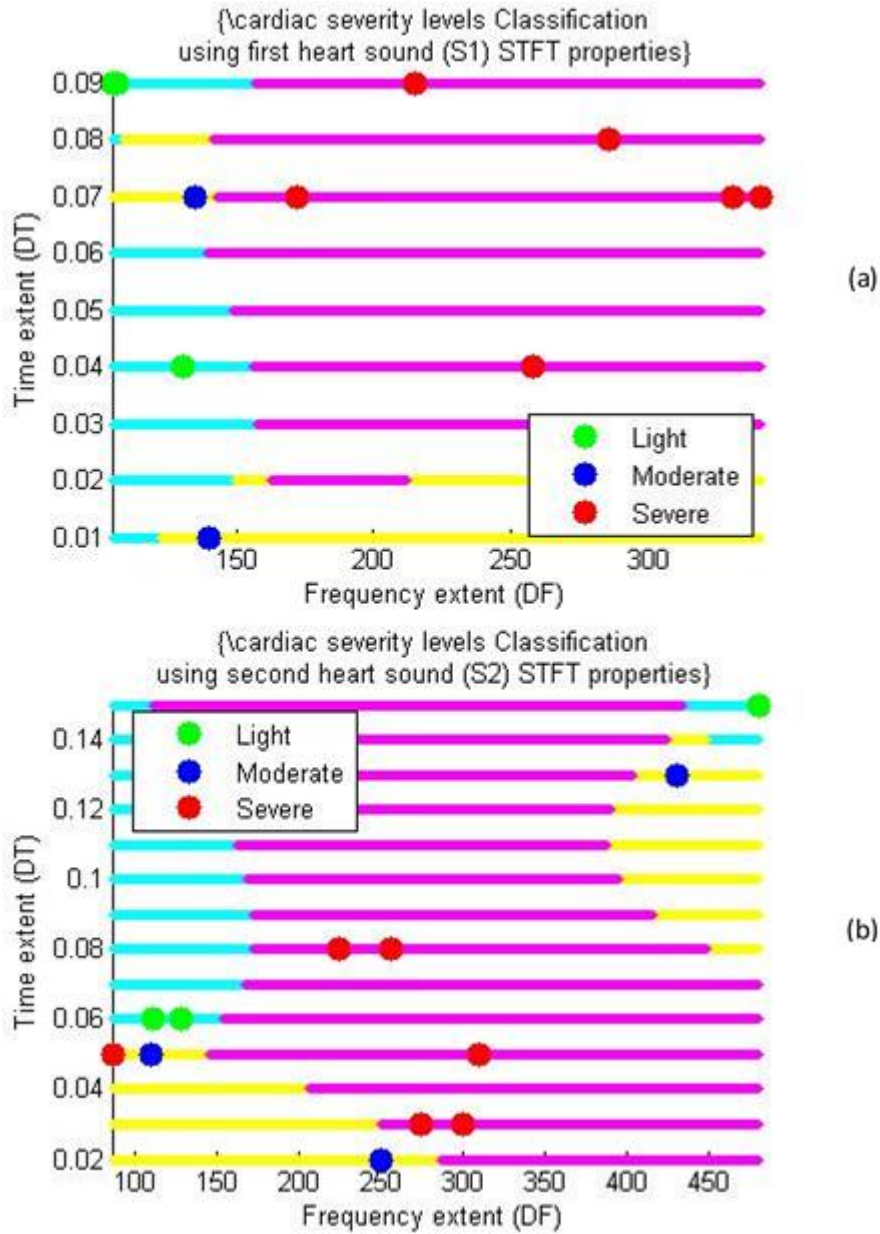 {\cardiac severity levels Classification
using first heart sound (S1) STFT properties}
0.09
0.08
0.07
0.06
0.05
0.04
0.03
0.02
0.01
Time extent (DT)
Light
Moderate
Severe
150
200
250
300
Frequency extent (DF)
(a)
{\cardiac severity levels Classification
using second heart sound (S2) STFT properties}
0.14
0.12
0.1
0.08
0.06
0.04
0.02
Time extent (DT)
Light
Moderate
Severe
100
150
200
250
300
350
400
450
Frequency extent (DF)
(b)